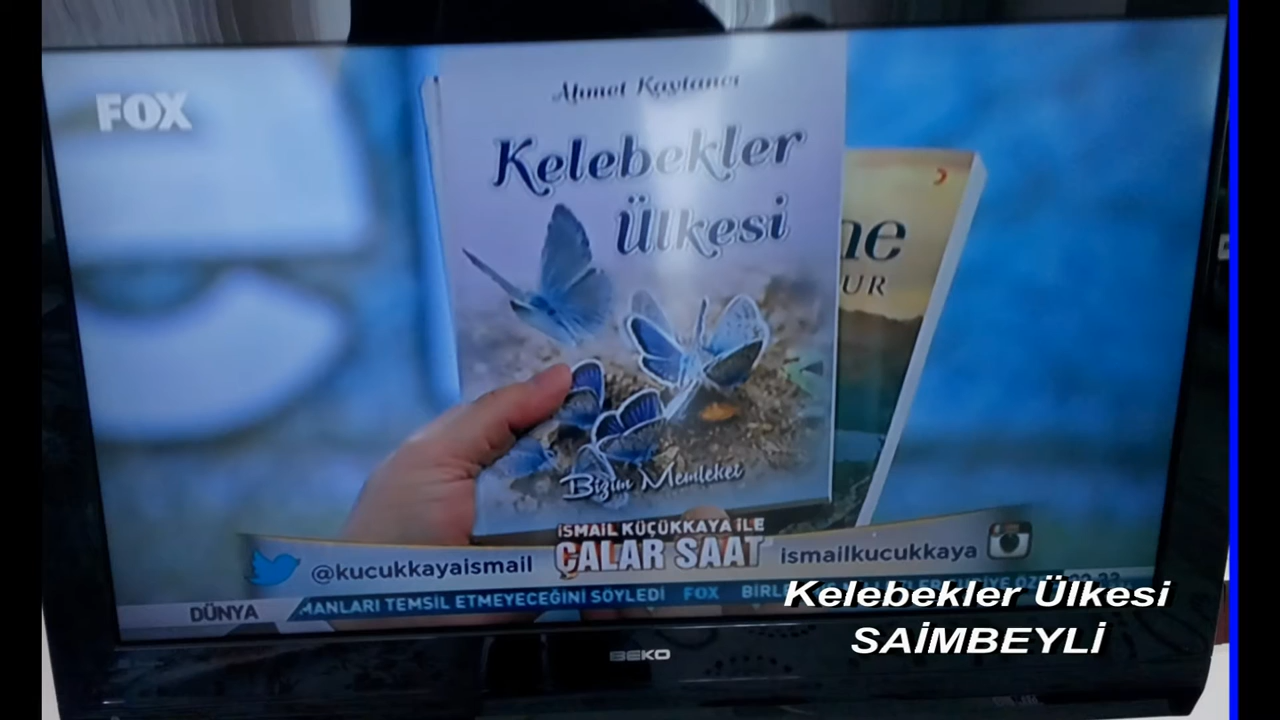 FOX
Ahmet Kaytancı
Kelebekler
Ülkesi
ne
UR
Bizim Memleket
İSMAİL KÜÇÜKKAYA İLE
ÇALAR SAAT
@kucukkayaismail
ismailkucukkaya
DÜNYA
MANLARI TEMSİL ETMEYECEĞİNİ SÖYLEDİ FOX
Kelebekler Ülkesi
SAİMBEYLİ
BEKO